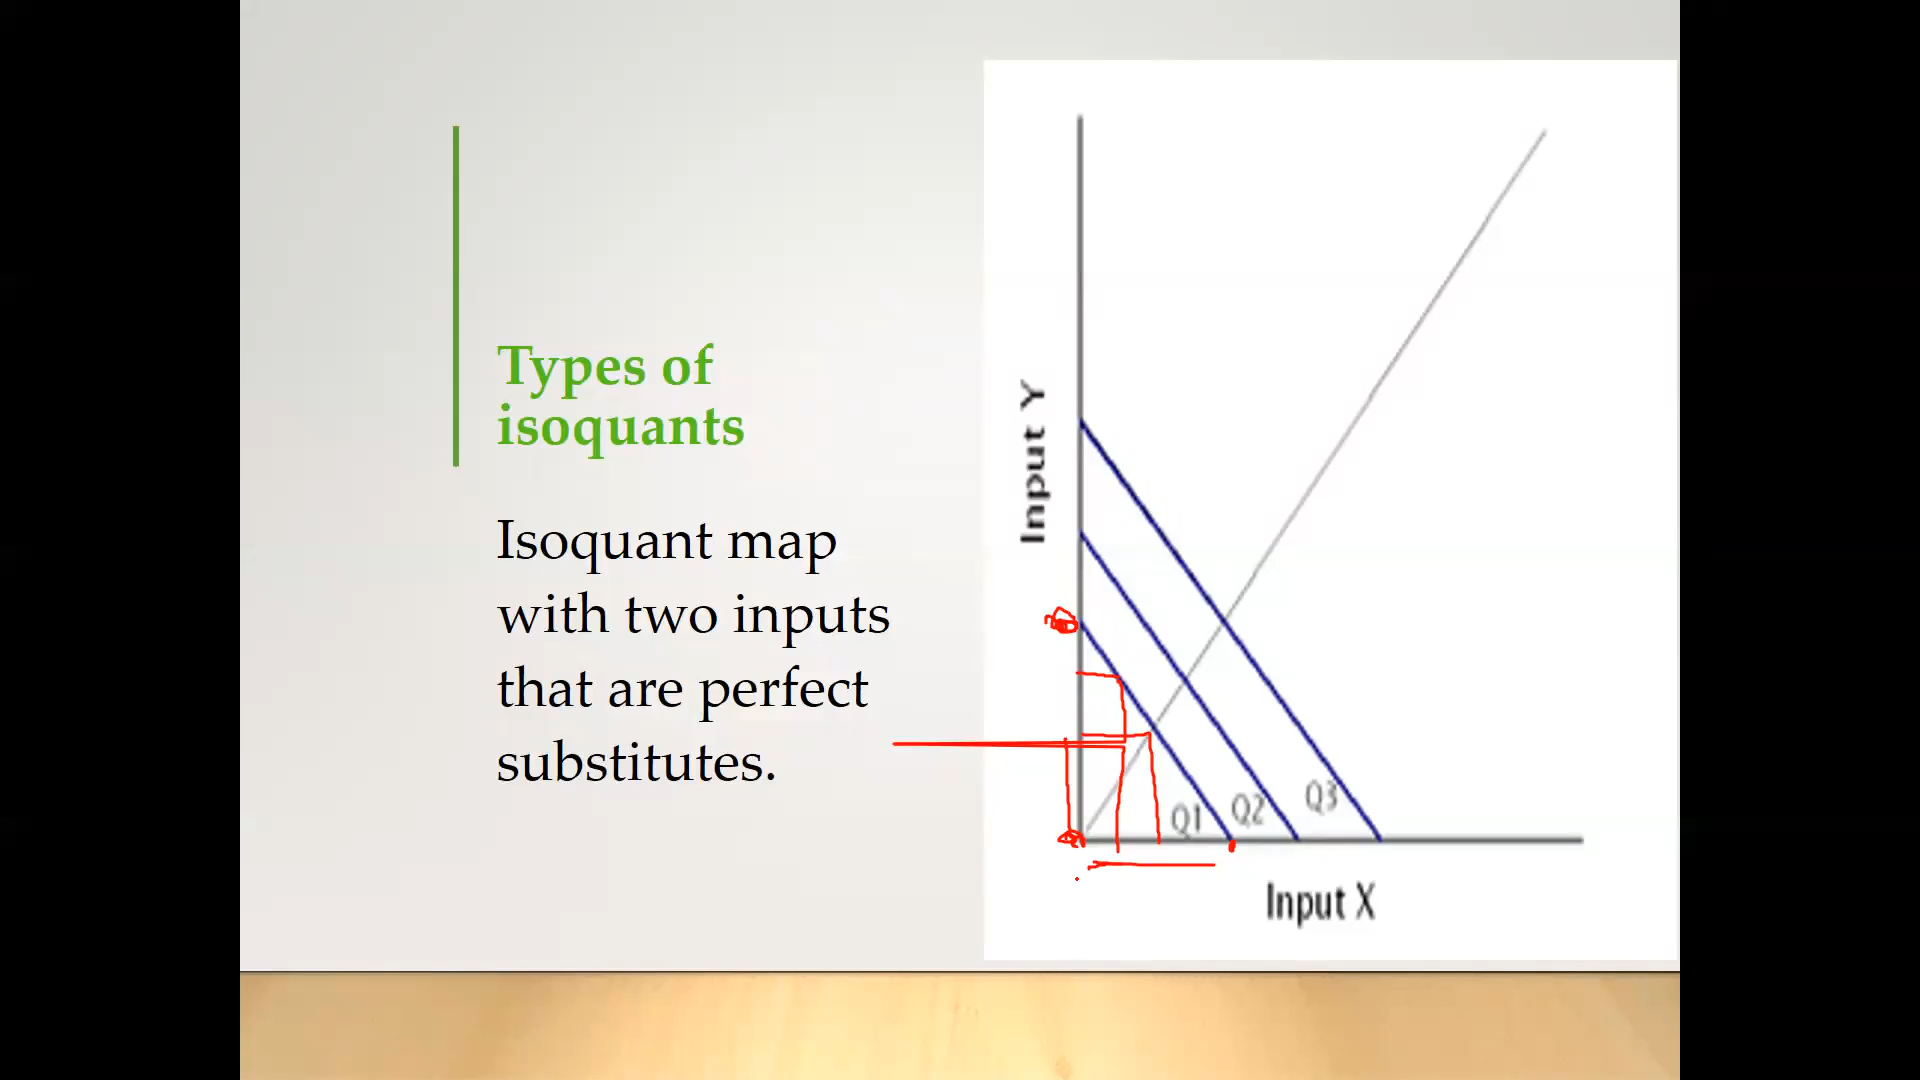 Types of
isoquants
Isoquant map
with two inputs
that are perfect
substitutes.
Input Y
Q1
Q2
Q3
Input X